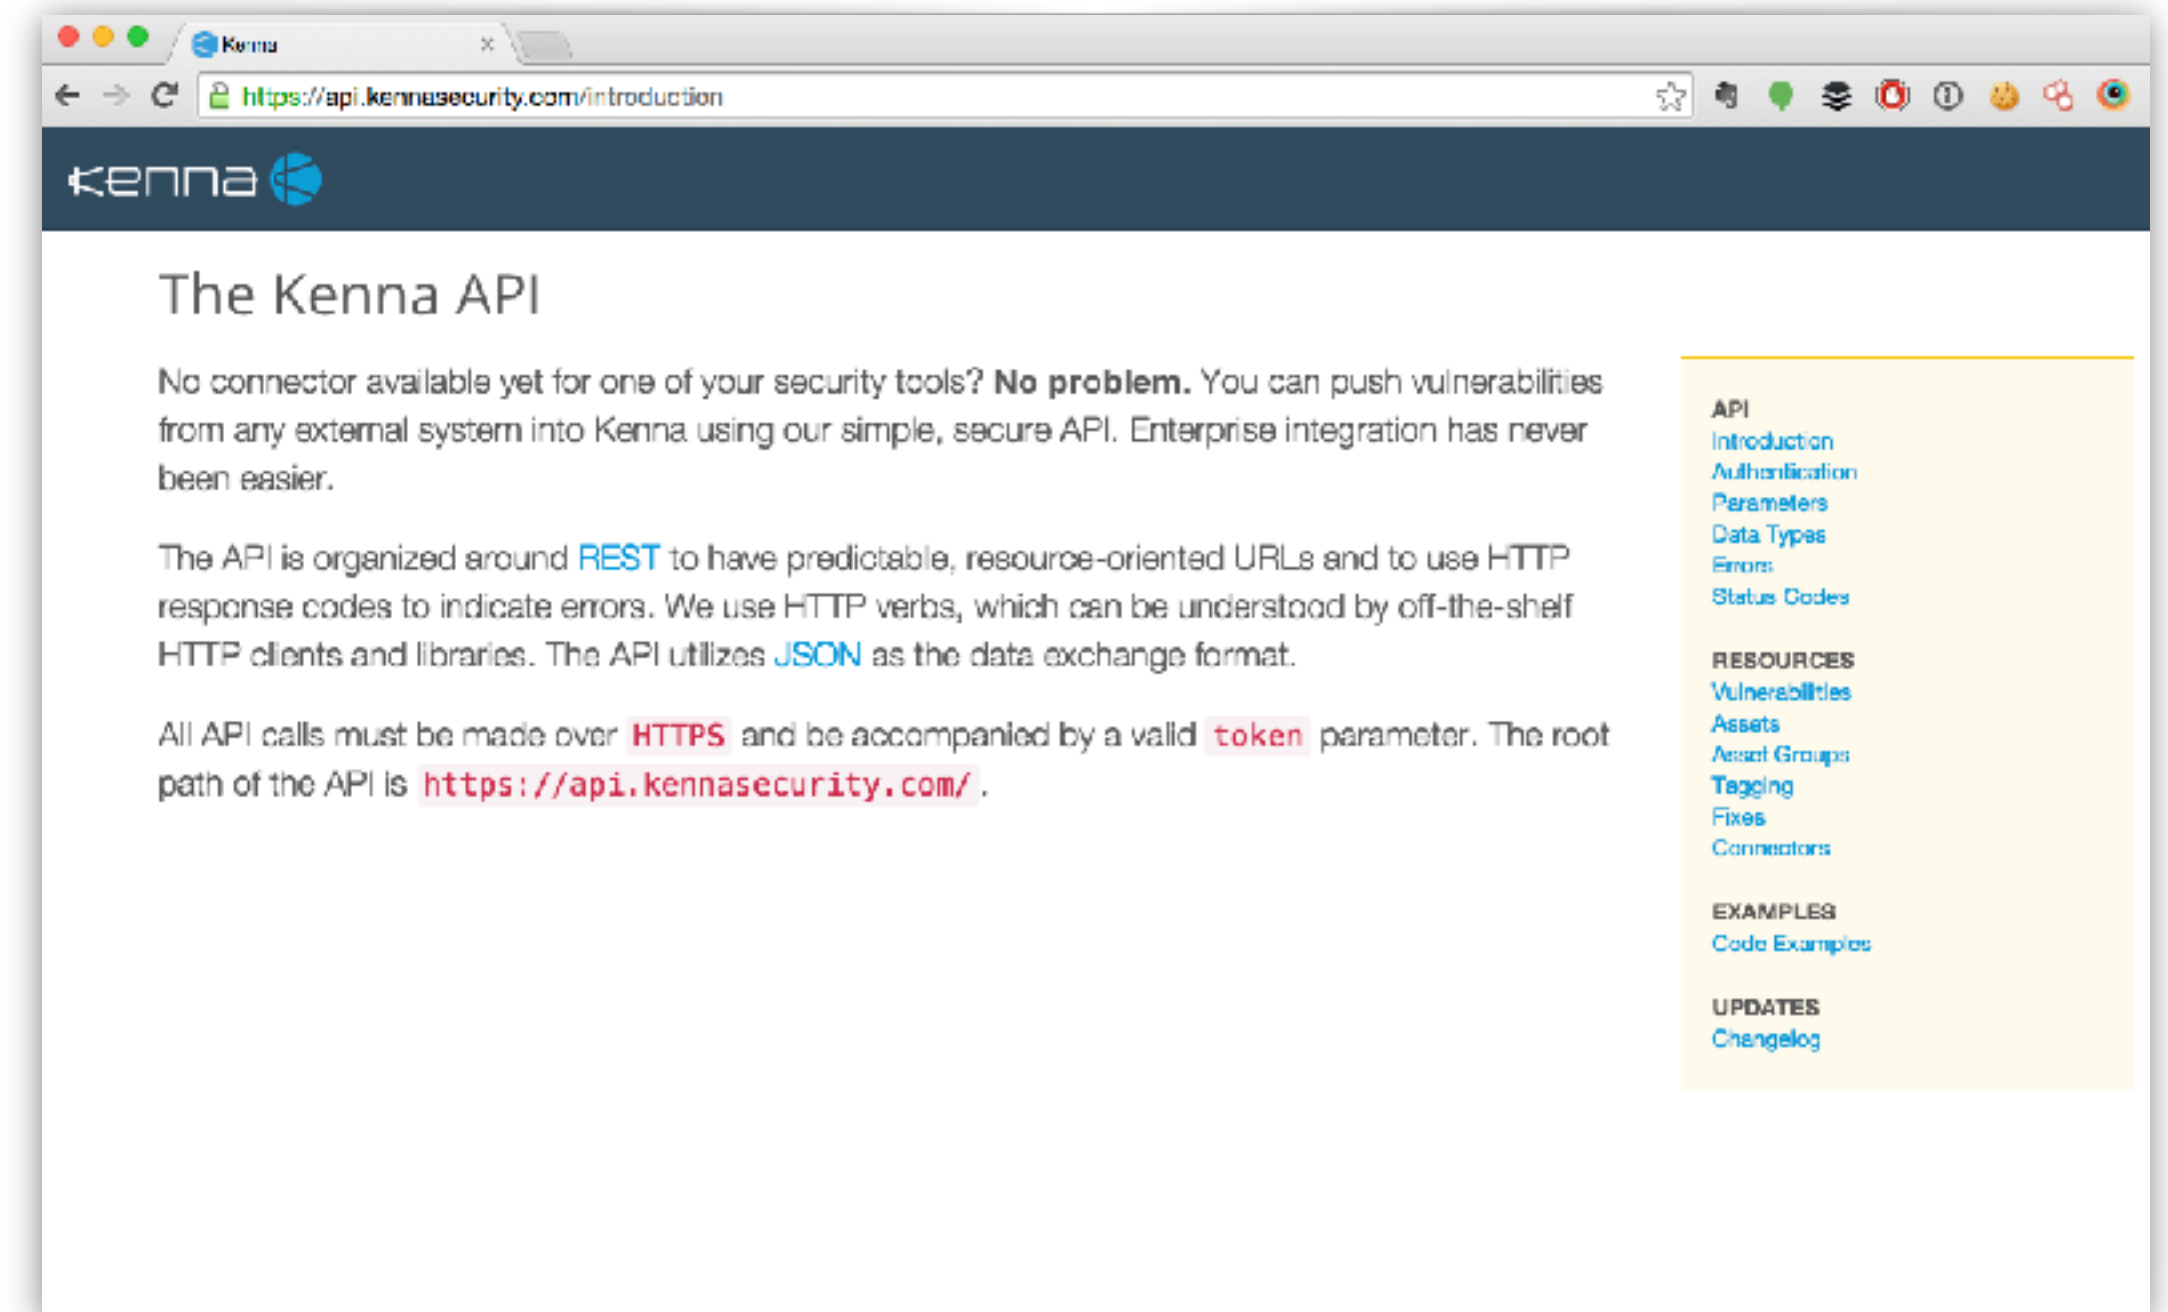 Kenna
https://api.kennasecurity.com/introduction
kenna
The Kenna API
No connector available yet for one of your security tools? No problem. You can push vulnerabilities
from any external system into Kenna using our simple, secure API. Enterprise integration has never
been easier.
The API is organized around REST to have predictable, resource-oriented URLs and to use HTTP
response codes to indicate errors. We use HTTP verbs, which can be understood by off-the-shelf
HTTP clients and libraries. The API utilizes JSON as the data exchange format.
All API calls must be made over HTTPS and be accompanied by a valid token parameter. The root
path of the API is https://api.kennasecurity.com/ .
API
Introduction
Authentication
Parameters
Data Types
Errors
Status Codes
RESOURCES
Vulnerabilities
Assets
Asset Groups
Tagging
Fixes
Connectors
EXAMPLES
Code Examples
UPDATES
Changelog